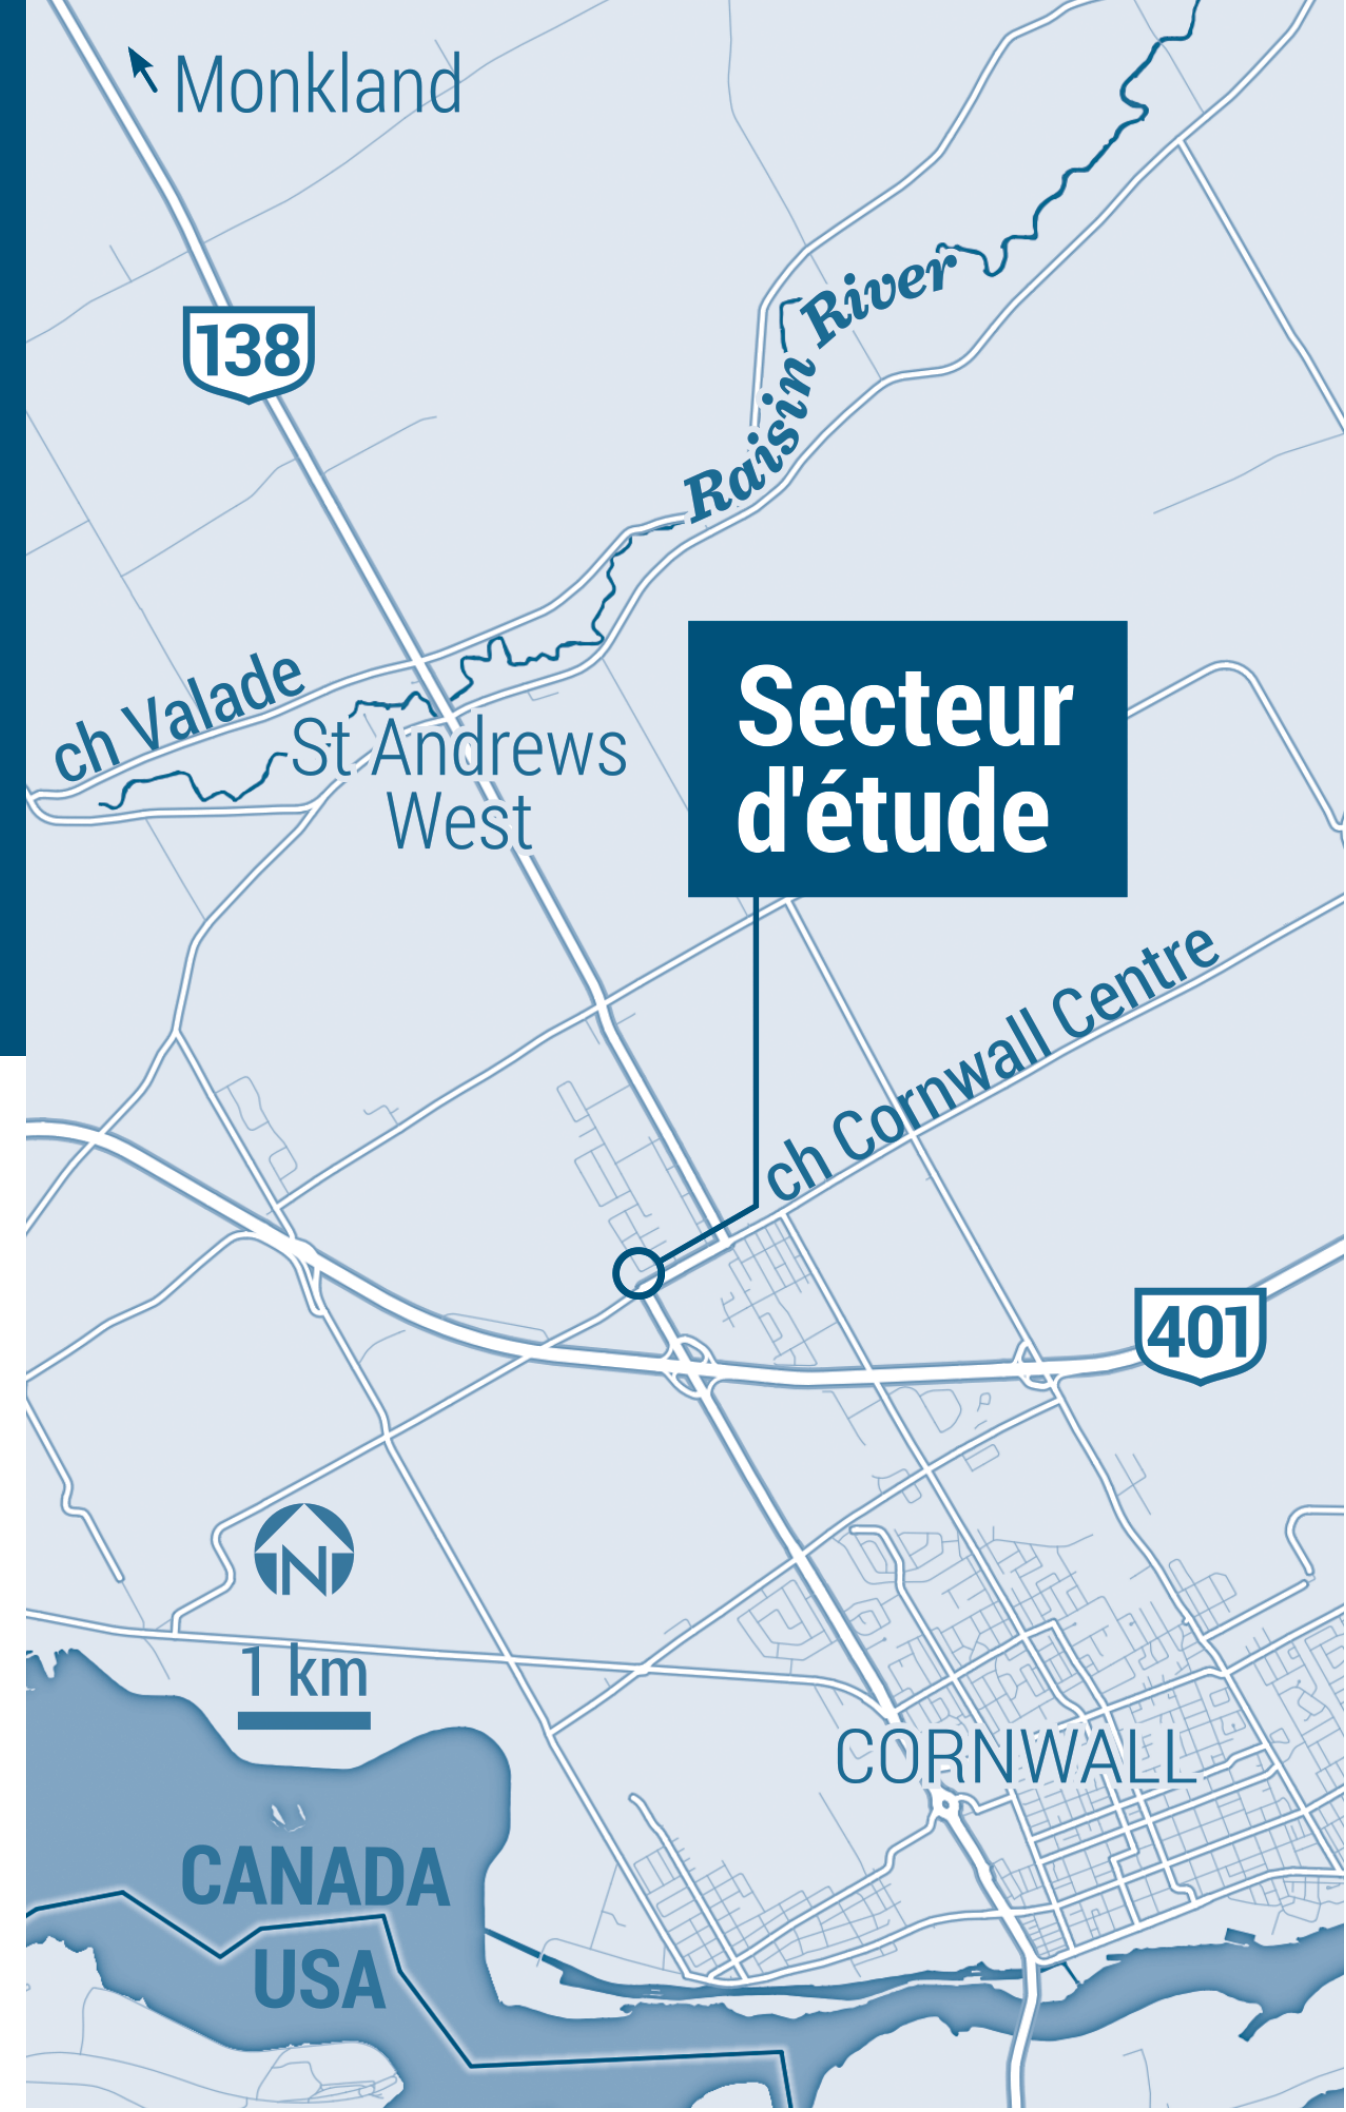 Monkland
138
Raisin River
ch Valade
St Andrews
West
Secteur
d'étude
ch Cornwall Centre
401
N
1 km
CORNWALL
CANADA
USA